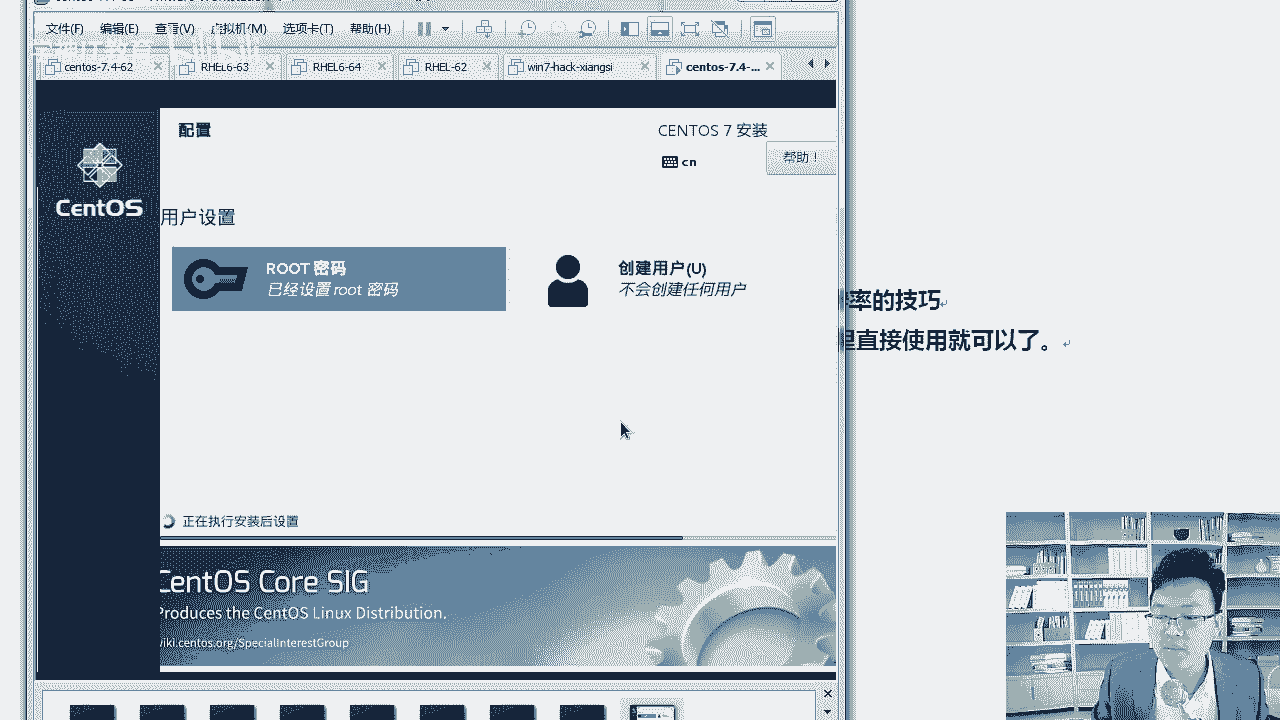 文件(F) 编辑(E) 查看(V) 虚拟机(M) 选项卡(T) 帮助(H)
centos-7.4-62 RHEL6-63 RHEL6-64 RHEL-62 win7-hack-xiangsi centos-7.4-...
配置
CENTOS 7 安装
cn
帮助！
CentOS
用户设置
ROOT 密码
已经设置 root 密码
创建用户(U)
不会创建任何用户
率的技巧
里直接使用就可以了。
正在执行安装后设置
CentOS Core SIG
Produces the CentOS Linux Distribution.
wiki.centos.org/SpecialInterestGroup